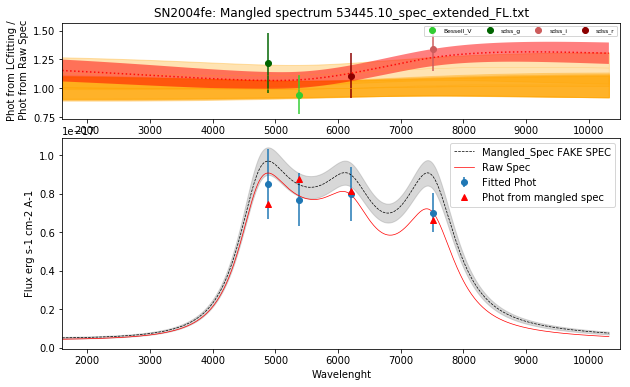 SN2004fe: Mangled spectrum 53445.10_spec_extended_FL.txt
Phot from LCfitting /
Phot from Raw Spec
1.50
1.25
1.00
0.75
Bessell_V
sdss_g
sdss_i
sdss_r
2000 3000 4000 5000 6000 7000 8000 9000 10000
1e−17
Flux erg s-1 cm-2 A-1
1.0
0.8
0.6
0.4
0.2
0.0
Mangled_Spec FAKE SPEC
Raw Spec
Fitted Phot
Phot from mangled spec
2000 3000 4000 5000 6000 7000 8000 9000 10000
Wavelenght